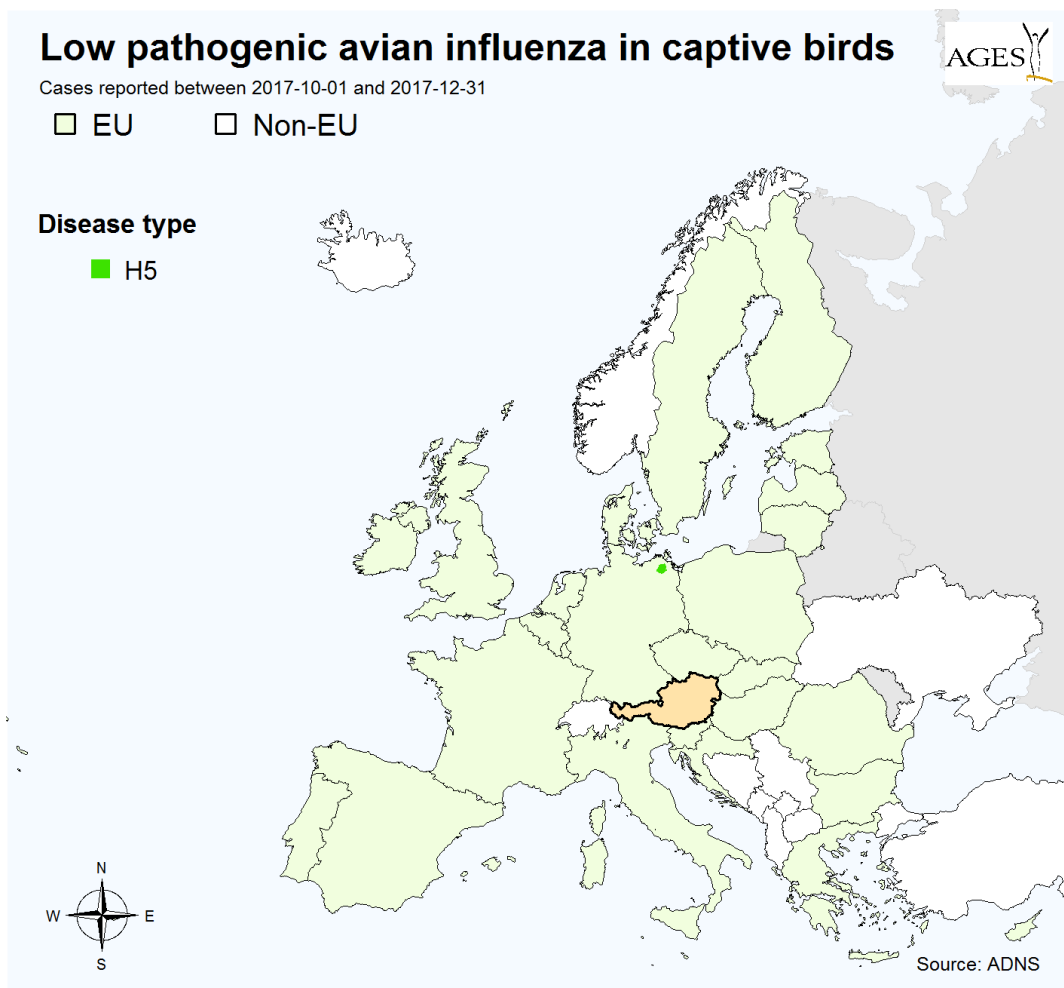 Low pathogenic avian influenza in captive birds
AGES
Cases reported between 2017-10-01 and 2017-12-31
EU
Non-EU
Disease type
H5
N
W
E
S
Source: ADNS